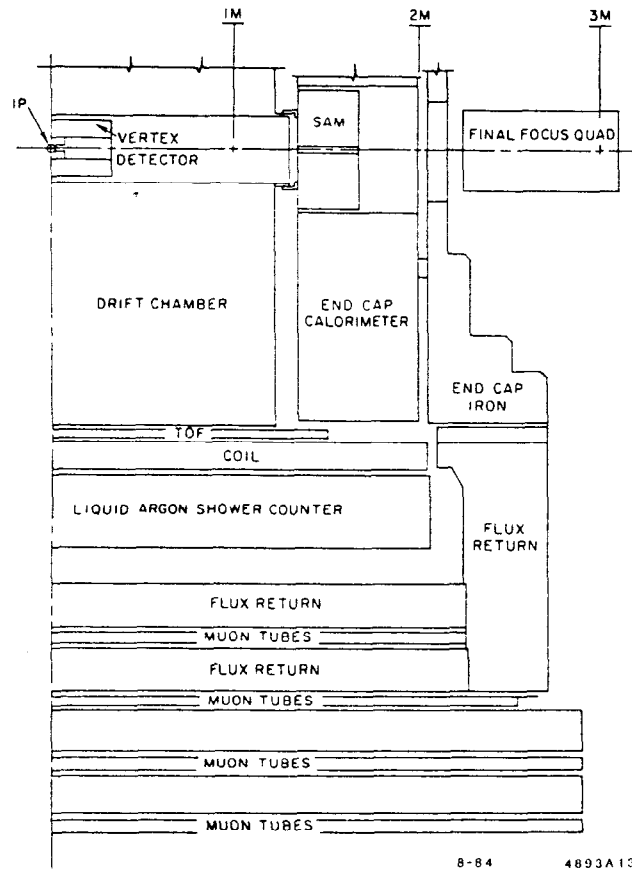 1M
2M
3M
IP
VERTEX
DETECTOR
SAM
FINAL FOCUS QUAD
DRIFT CHAMBER
END CAP
CALORIMETER
END CAP
IRON
TOF
COIL
LIQUID ARGON SHOWER COUNTER
FLUX
RETURN
FLUX RETURN
MUON TUBES
FLUX RETURN
MUON TUBES
MUON TUBES
MUON TUBES
8-84 4893A13